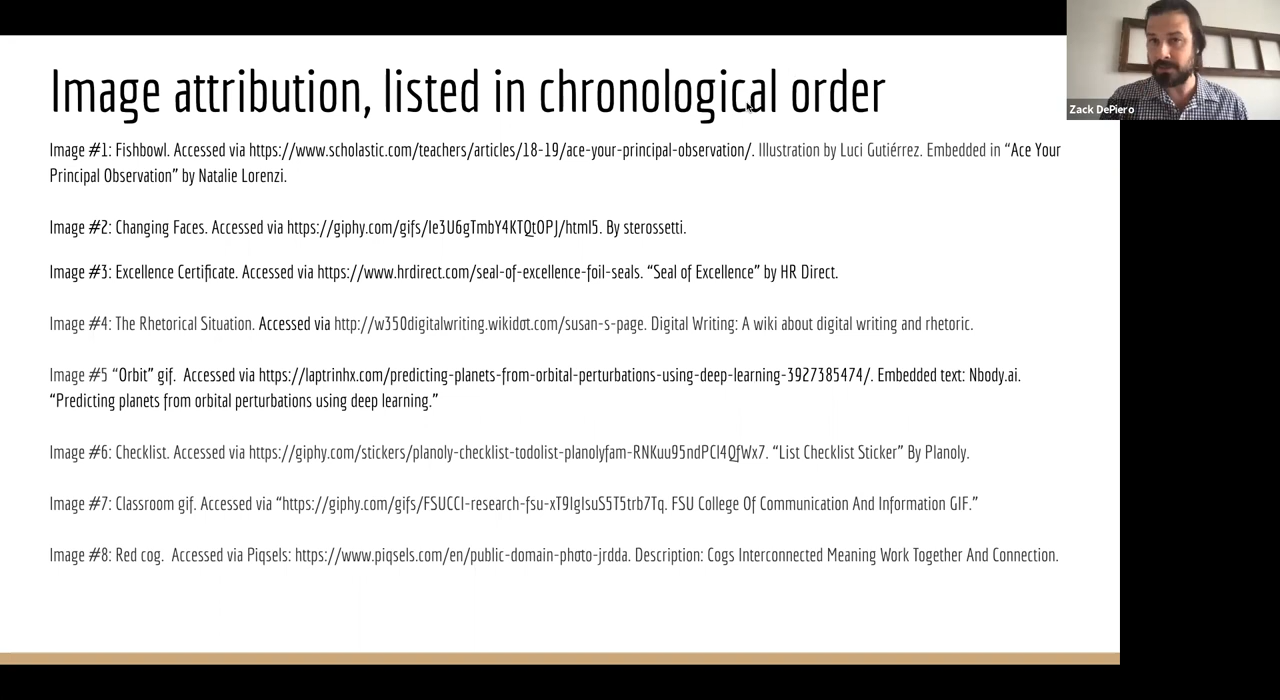 Image attribution, listed in chronological order
Image #1: Fishbowl. Accessed via https://www.scholastic.com/teachers/articles/18-19/ace-your-principal-observation/. Illustration by Luci Gutiérrez. Embedded in “Ace Your
Principal Observation” by Natalie Lorenzi.
Image #2: Changing Faces. Accessed via https://giphy.com/gifs/Ie3U6gTmbY4KTQtOPJ/html5. By sterossetti.
Image #3: Excellence Certificate. Accessed via https://www.hrdirect.com/seal-of-excellence-foil-seals. “Seal of Excellence” by HR Direct.
Image #4: The Rhetorical Situation. Accessed via http://w350digitalwriting.wikidot.com/susan-s-page. Digital Writing: A wiki about digital writing and rhetoric.
Image #5 “Orbit” gif.  Accessed via https://laptrinhx.com/predicting-planets-from-orbital-perturbations-using-deep-learning-3927385474/. Embedded text: Nbody.ai.
“Predicting planets from orbital perturbations using deep learning.”
Image #6: Checklist. Accessed via https://giphy.com/stickers/planoly-checklist-todolist-planolyfam-RNKuu95ndPCI4QfWx7. “List Checklist Sticker” By Planoly.
Image #7: Classroom gif. Accessed via “https://giphy.com/gifs/FSUCCI-research-fsu-xT9IgIsuS5T5trb7Tq. FSU College Of Communication And Information GIF.”
Image #8: Red cog.  Accessed via Piqsels: https://www.piqsels.com/en/public-domain-photo-jrdda. Description: Cogs Interconnected Meaning Work Together And Connection.
Zack DePiero